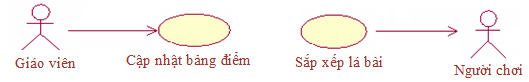 Giáo viên
Cập nhật bảng điểm
Sắp xếp lá bài
Người chơi